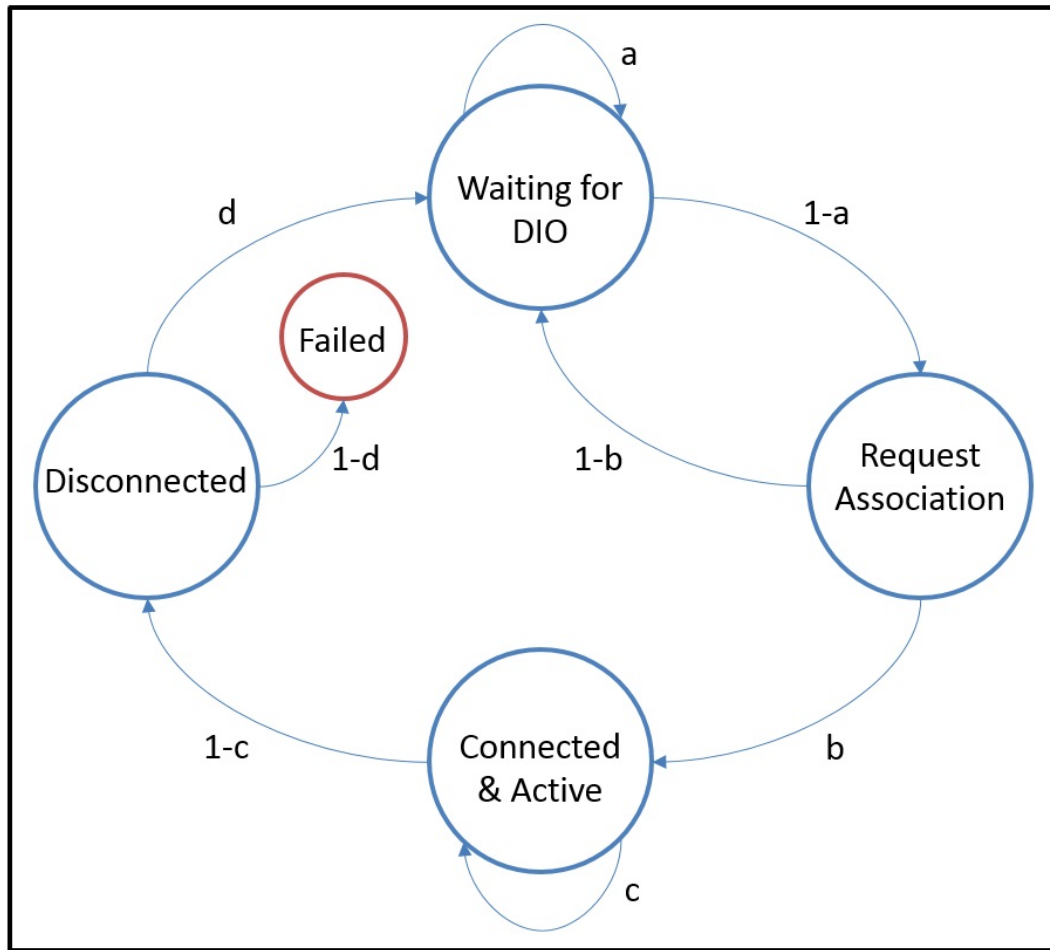 a
Waiting for
DIO
d
1-a
Failed
Disconnected
1-d
1-b
Request
Association
1-c
Connected
& Active
b
c